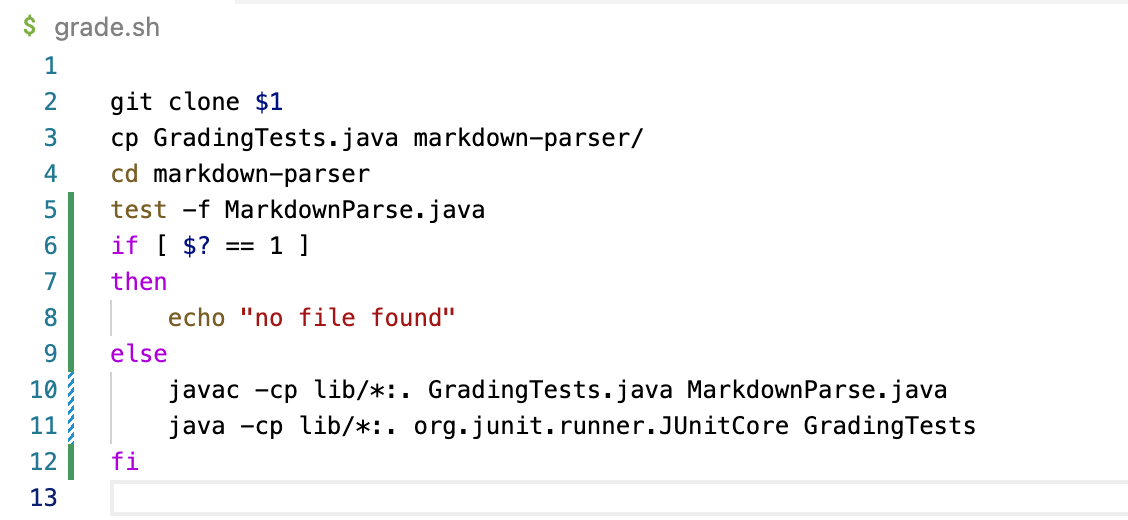 $ grade.sh
1
2 git clone $1
3 cp GradingTests.java markdown-parser/
4 cd markdown-parser
5 test -f MarkdownParse.java
6 if [ $? == 1 ]
7 then
8     echo "no file found"
9 else
10     javac -cp lib/*:. GradingTests.java MarkdownParse.java
11     java -cp lib/*:. org.junit.runner.JUnitCore GradingTests
12 fi
13